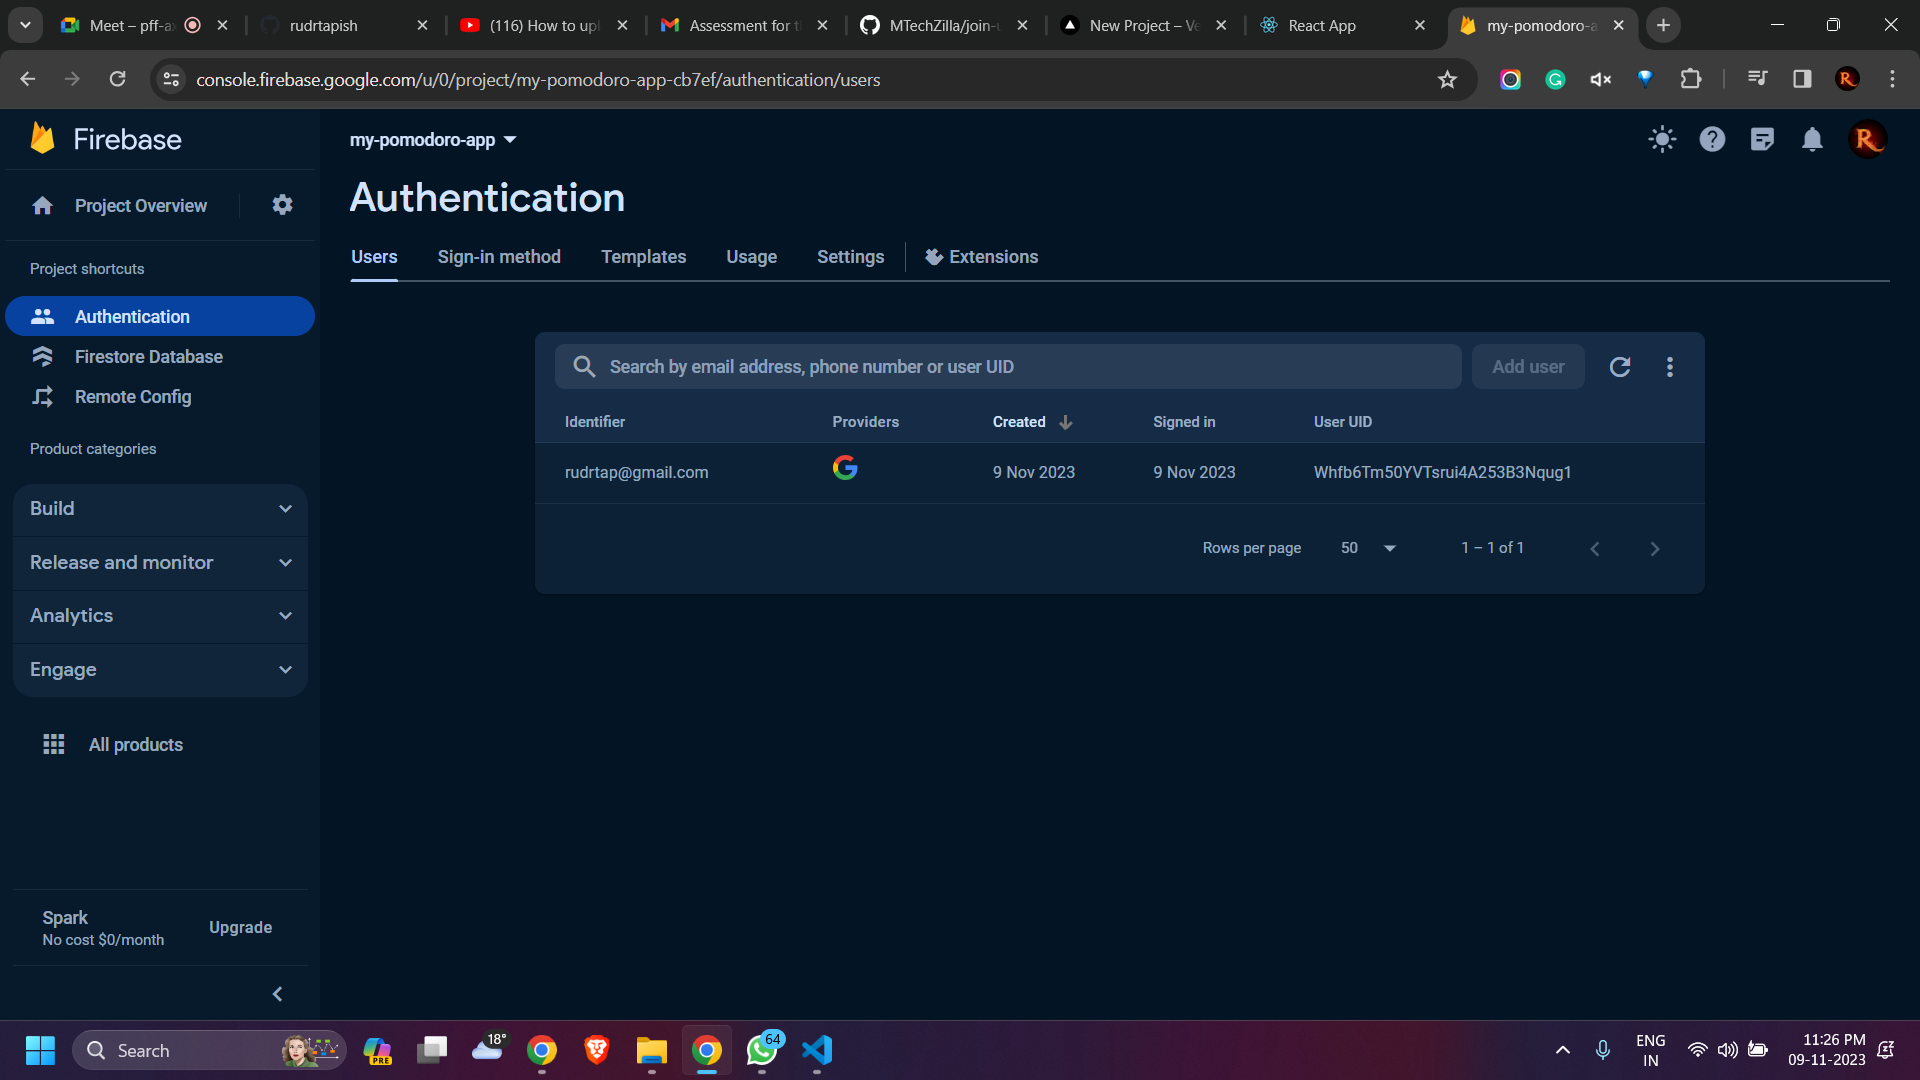 Meet – pff-ax
rudrtapish
(116) How to upl
Assessment for t
MTechZilla/join-u
New Project – Ve
React App
my-pomodoro-a
console.firebase.google.com/u/0/project/my-pomodoro-app-cb7ef/authentication/users
Firebase
my-pomodoro-app
Project Overview
Authentication
Users
Sign-in method
Templates
Usage
Settings
Extensions
Project shortcuts
Authentication
Firestore Database
Remote Config
Product categories
Build
Release and monitor
Analytics
Engage
All products
Search by email address, phone number or user UID
Add user
Identifier
Providers
Created
Signed in
User UID
rudrtap@gmail.com
9 Nov 2023
9 Nov 2023
Whfb6Tm50YVTsrui4A253B3Nqug1
Rows per page
50
1 – 1 of 1
Spark
No cost $0/month
Upgrade
Search
PRE
18°
64
ENG
IN
11:26 PM
09-11-2023